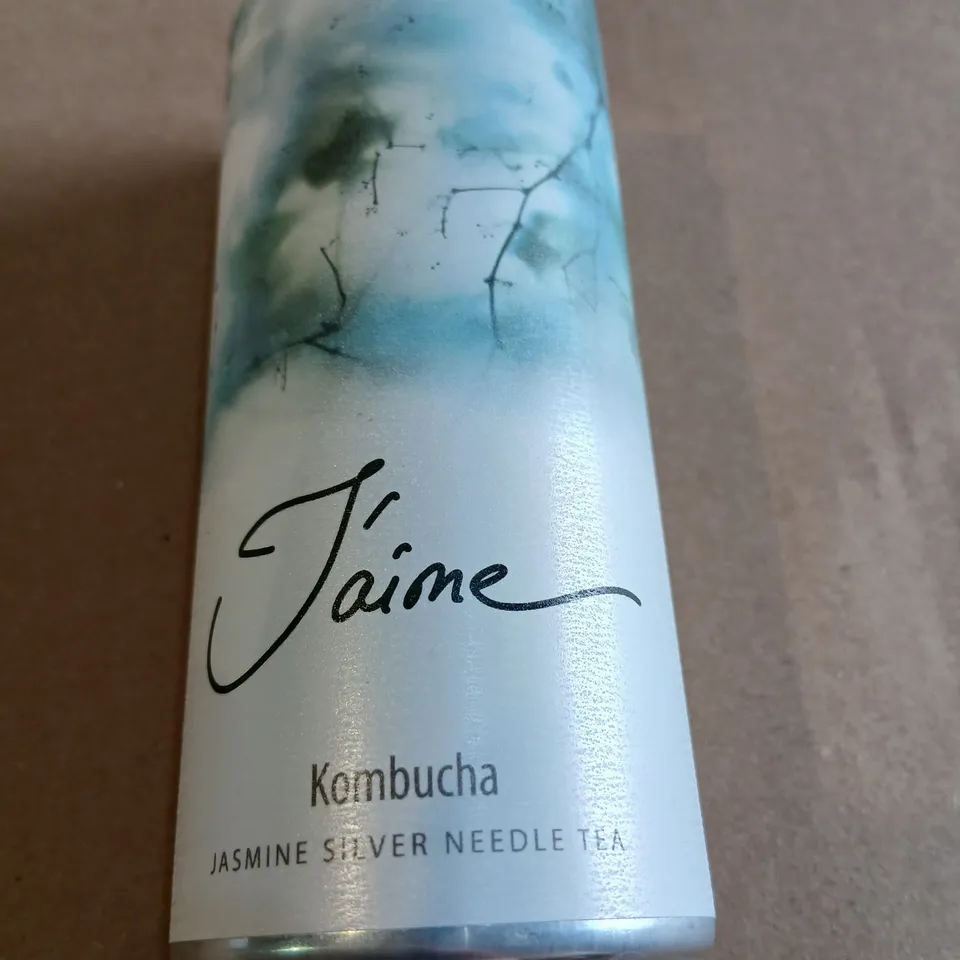 J'aime
Kombucha
JASMINE SILVER NEEDLE TEA